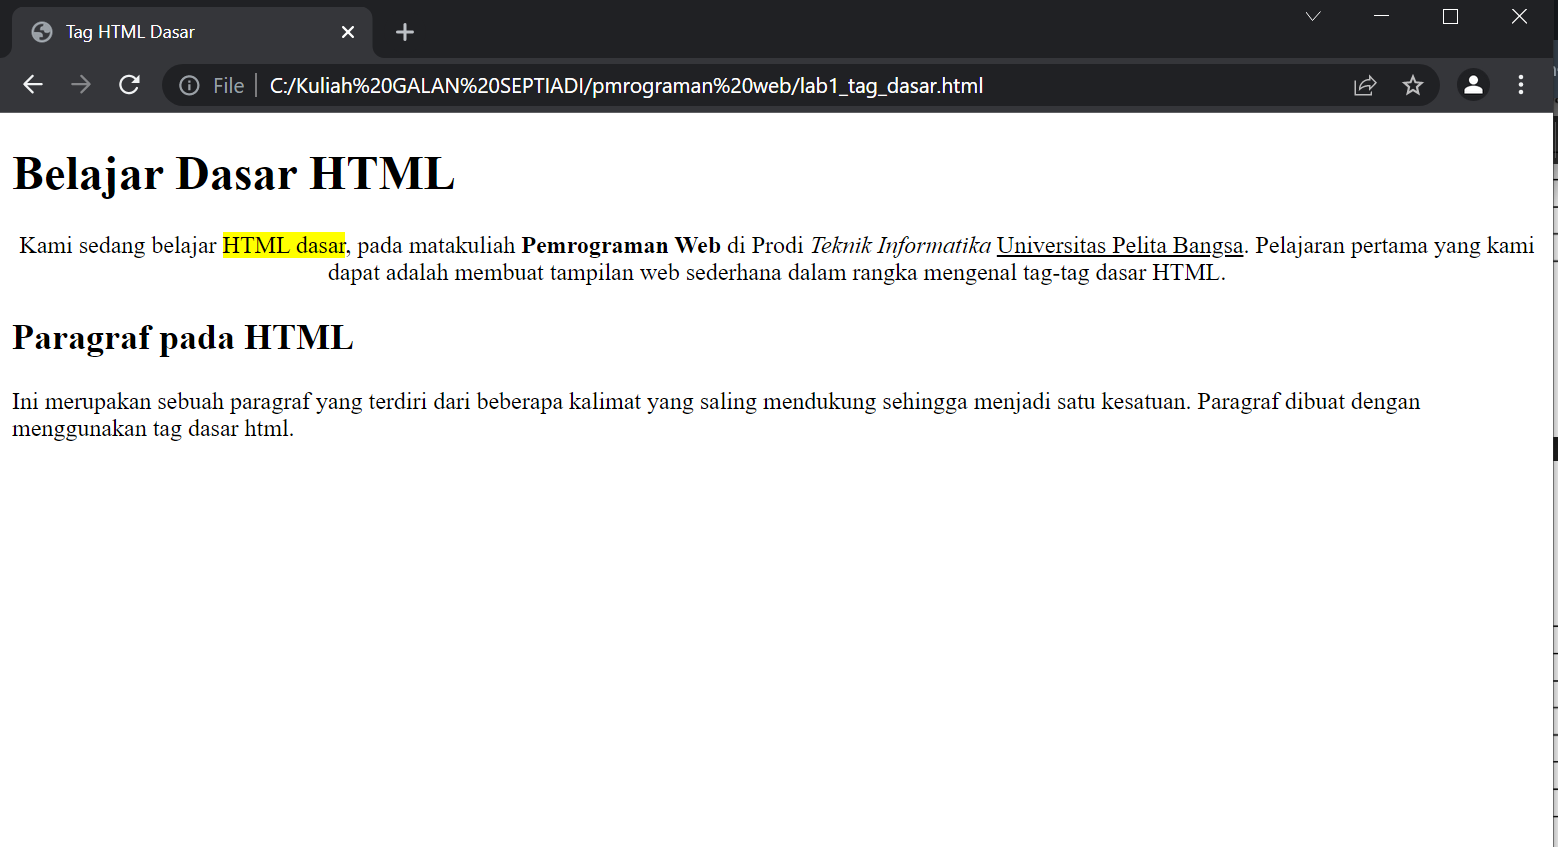 Tag HTML Dasar
File
C:/Kuliah%20GALAN%20SEPTIADI/pmrograman%20web/lab1_tag_dasar.html
Belajar Dasar HTML
Kami sedang belajar HTML dasar, pada matakuliah Pemrograman Web di Prodi Teknik Informatika Universitas Pelita Bangsa. Pelajaran pertama yang kami
dapat adalah membuat tampilan web sederhana dalam rangka mengenal tag-tag dasar HTML.
Paragraf pada HTML
Ini merupakan sebuah paragraf yang terdiri dari beberapa kalimat yang saling mendukung sehingga menjadi satu kesatuan. Paragraf dibuat dengan
menggunakan tag dasar html.